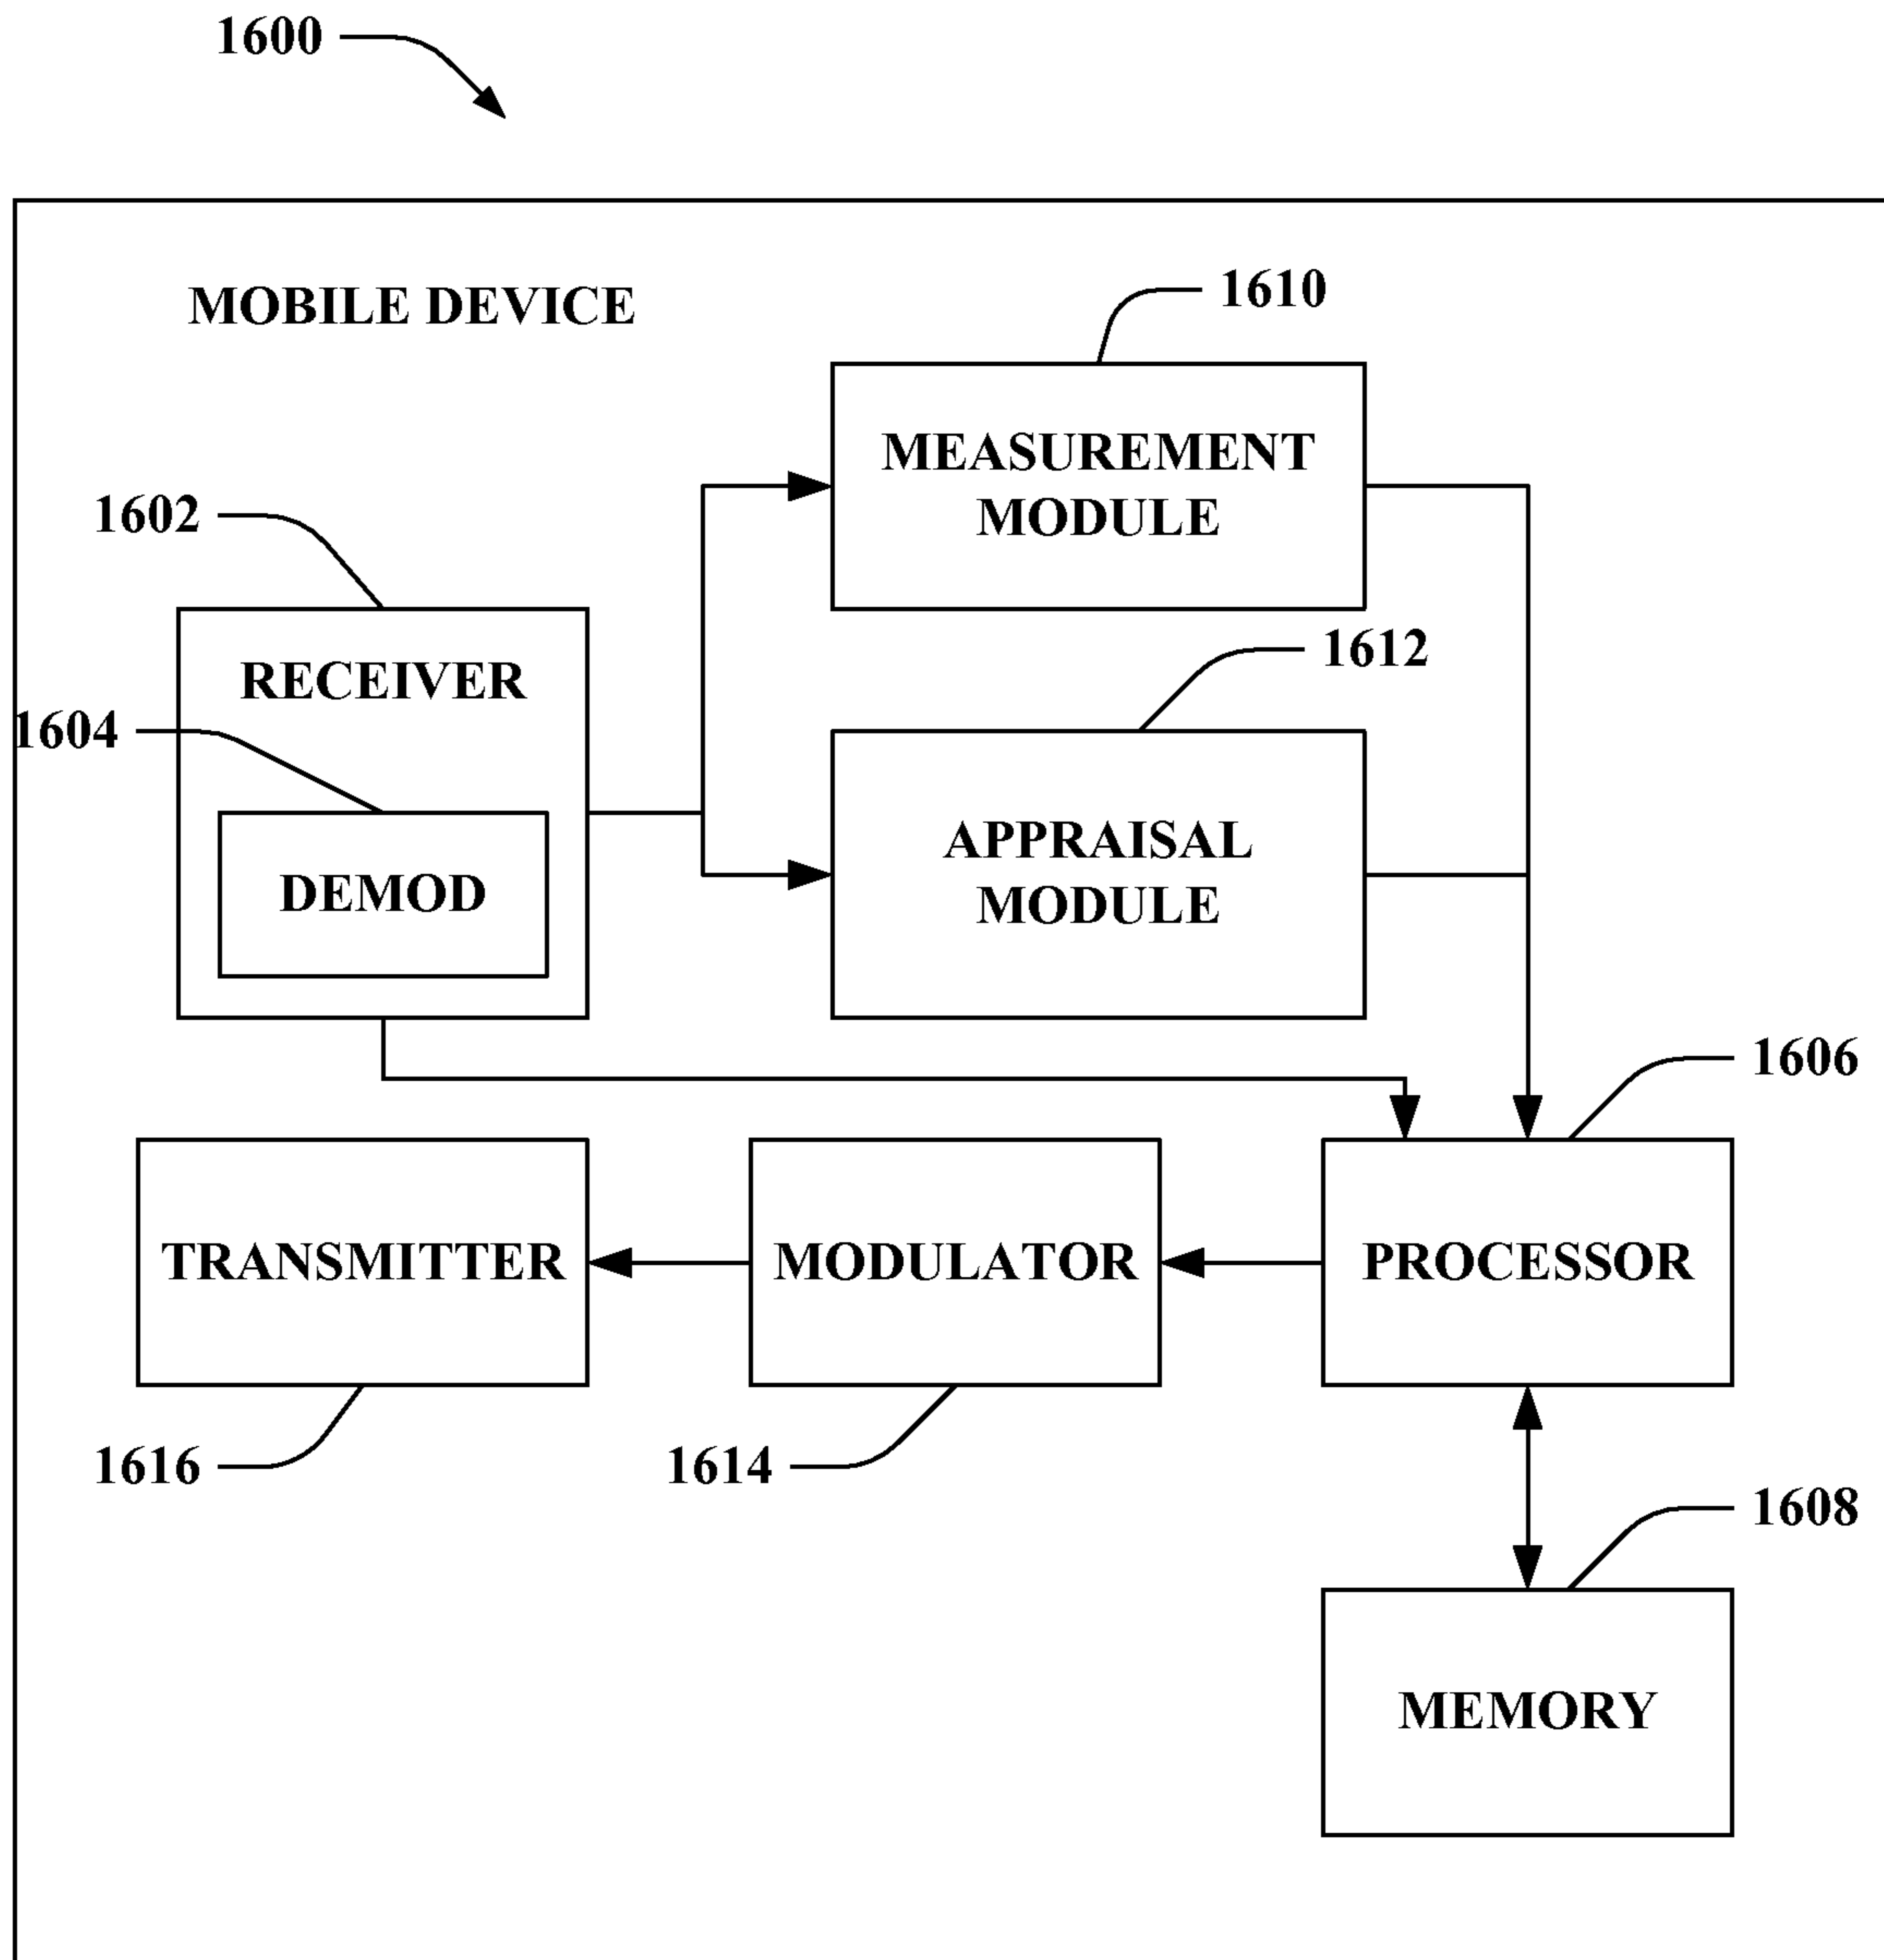 1600
MOBILE DEVICE
1610
MEASUREMENT
MODULE
1602
RECEIVER
1612
1604
DEMOD
APPRAISAL
MODULE
1606
TRANSMITTER
MODULATOR
PROCESSOR
1616
1614
1608
MEMORY